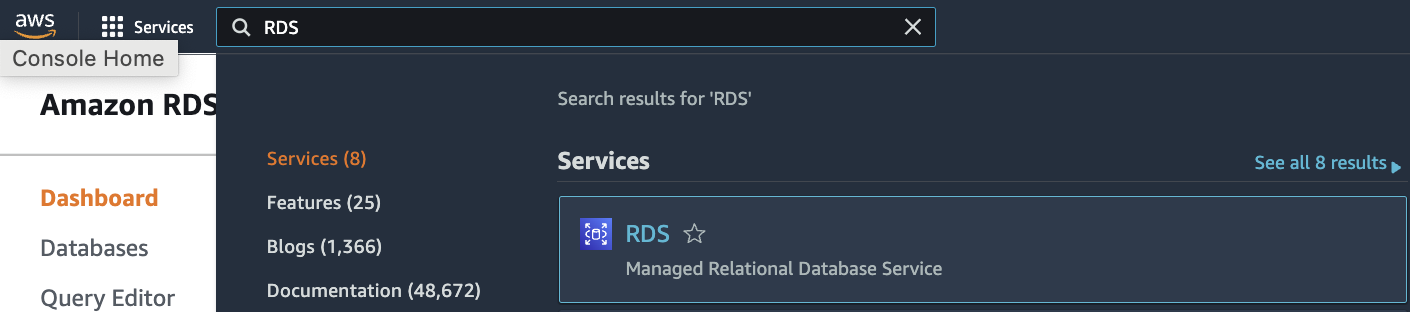 aws
Services
RDS
Console Home
Amazon RDS
Dashboard
Databases
Query Editor
Services (8)
Features (25)
Blogs (1,366)
Documentation (48,672)
Search results for 'RDS'
Services
See all 8 results
RDS
Managed Relational Database Service